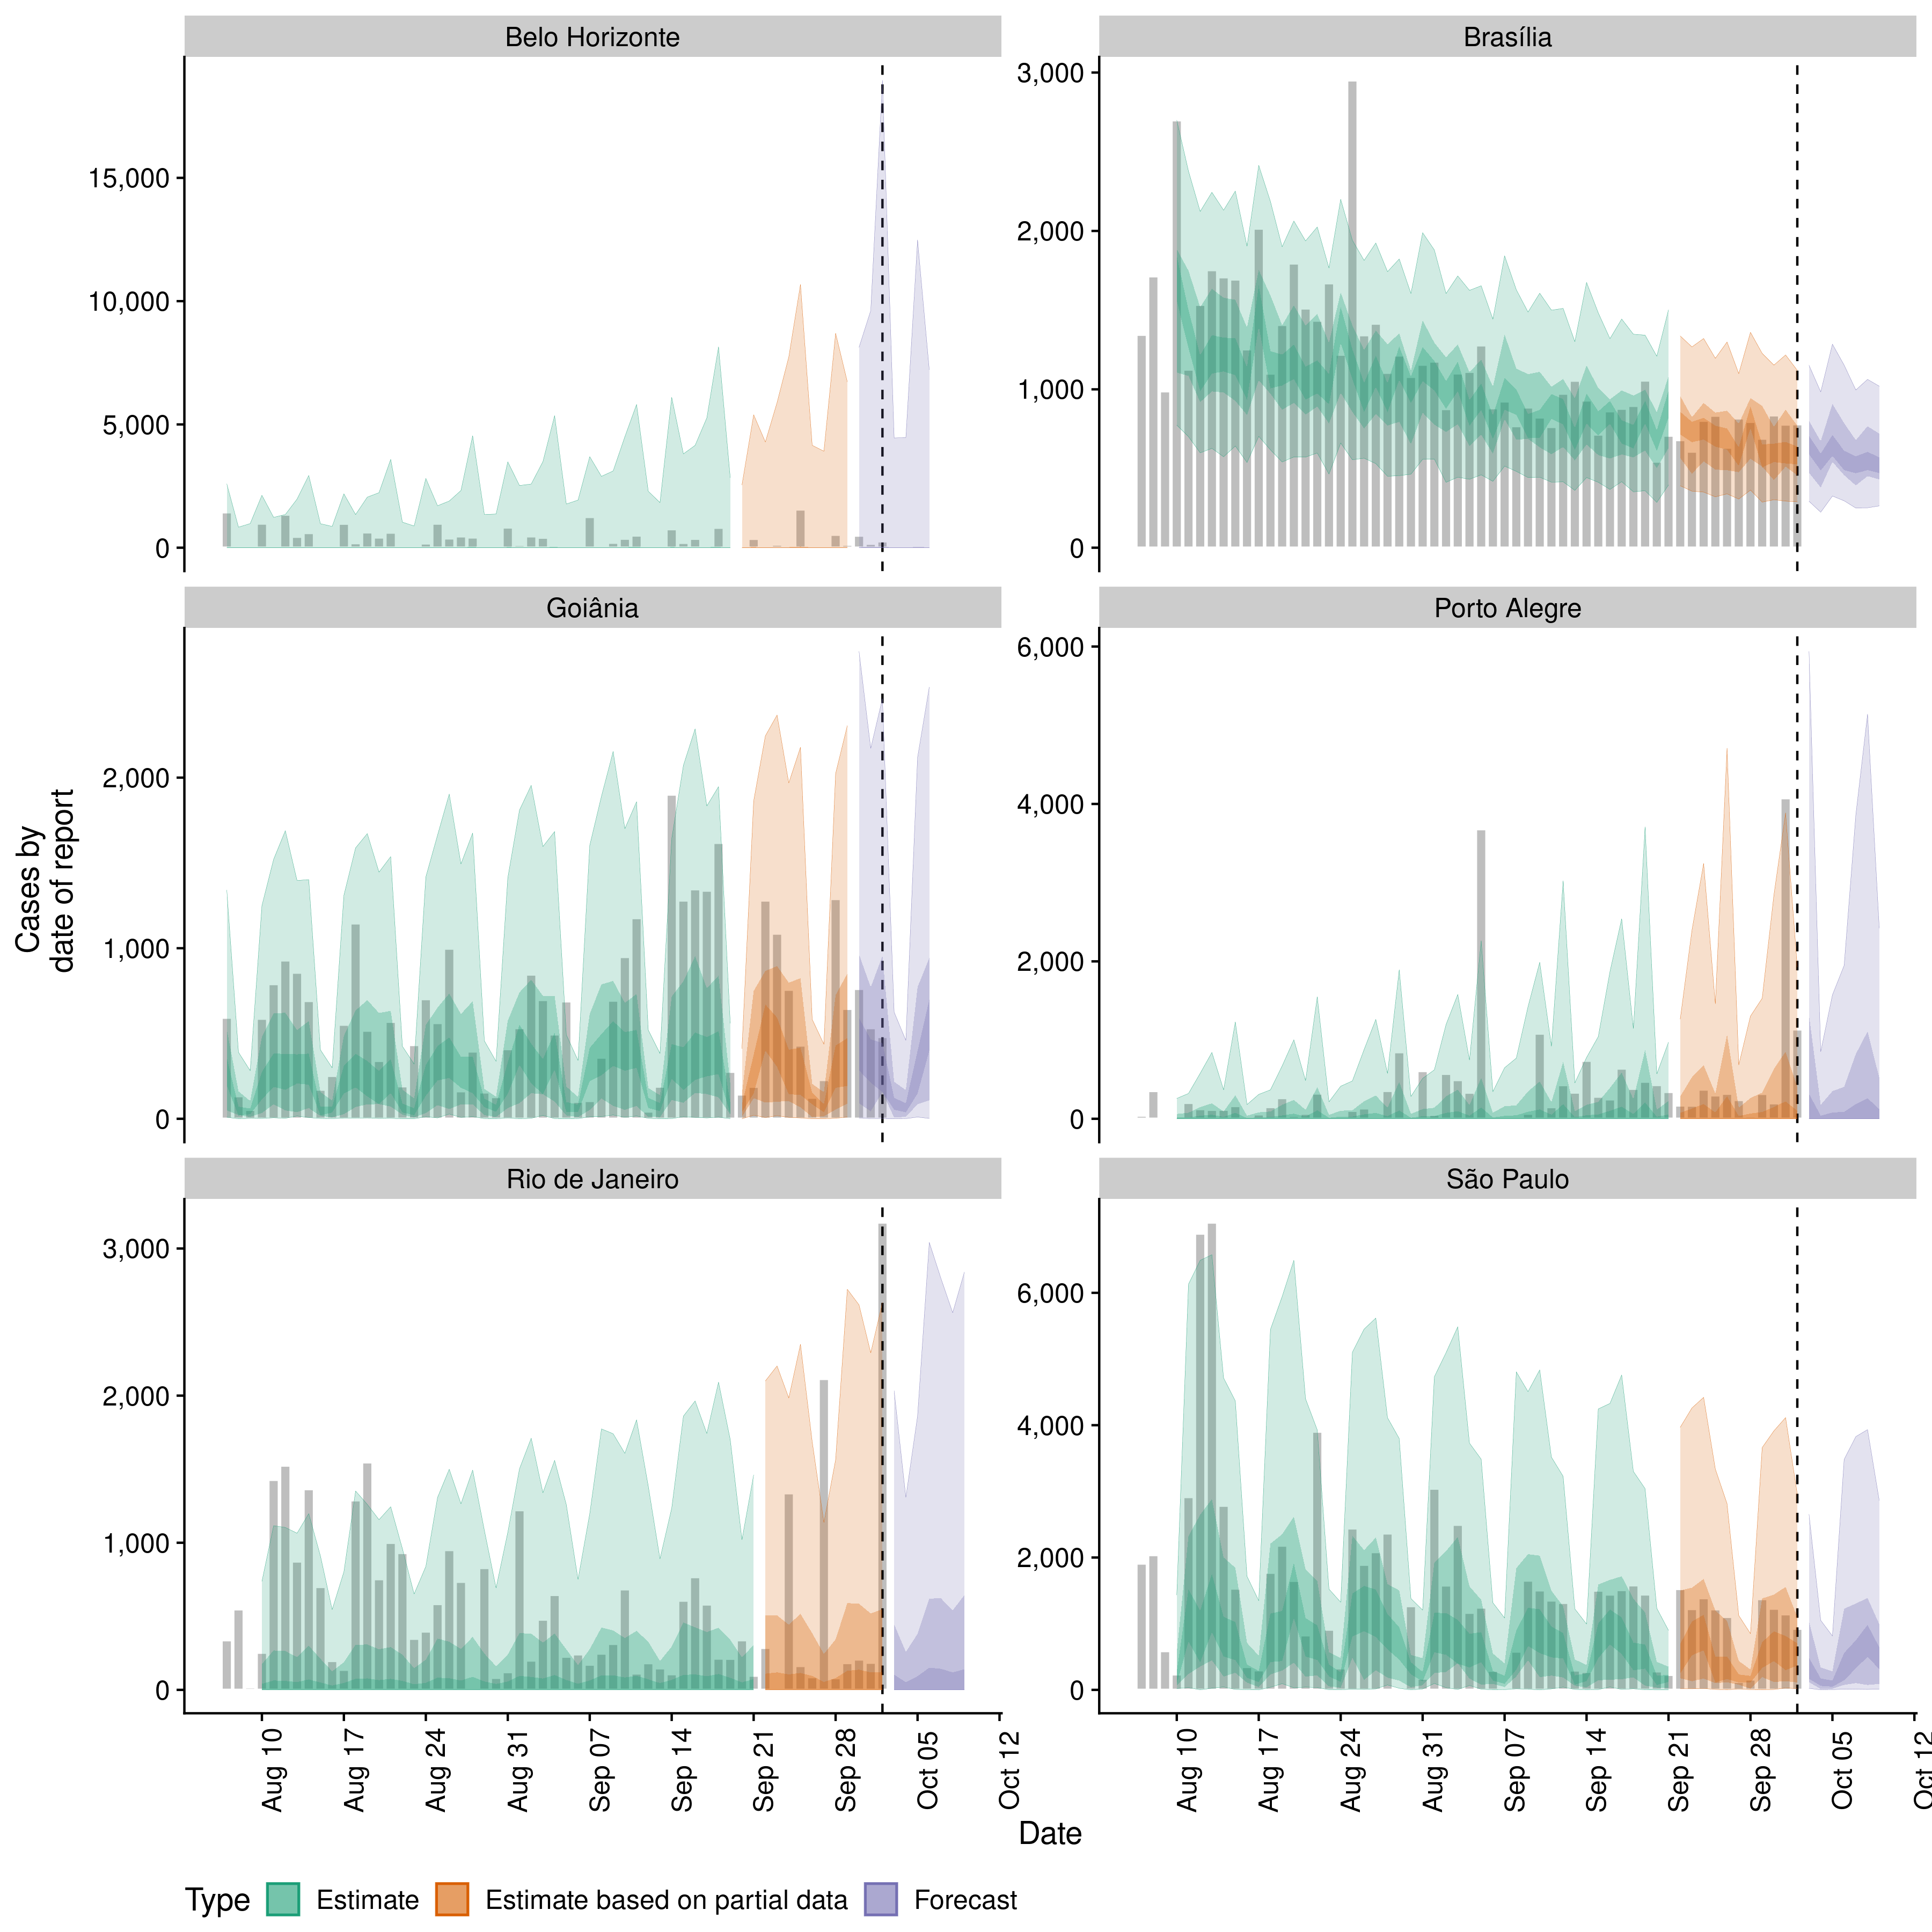 Belo Horizonte
Brasília
15,000
10,000
5,000
0
3,000
2,000
1,000
0
Goiânia
Porto Alegre
2,000
1,000
0
6,000
4,000
2,000
0
Cases by
date of report
Rio de Janeiro
São Paulo
3,000
2,000
1,000
0
6,000
4,000
2,000
0
Aug 10
Aug 17
Aug 24
Aug 31
Sep 07
Sep 14
Sep 21
Sep 28
Oct 05
Oct 12
Aug 10
Aug 17
Aug 24
Aug 31
Sep 07
Sep 14
Sep 21
Sep 28
Oct 05
Oct 12
Date
Type Estimate Estimate based on partial data Forecast